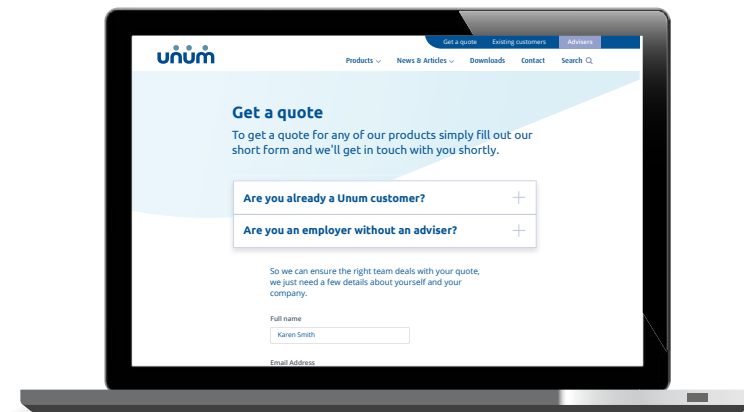 Get a quote Existing customers Advisers
unum
Products News & Articles Downloads Contact Search
Get a quote
To get a quote for any of our products simply fill out our
short form and we'll get in touch with you shortly.
Are you already a Unum customer?
Are you an employer without an adviser?
So we can ensure the right team deals with your quote,
we just need a few details about yourself and your
company.
Full name
Karen Smith
Email Address